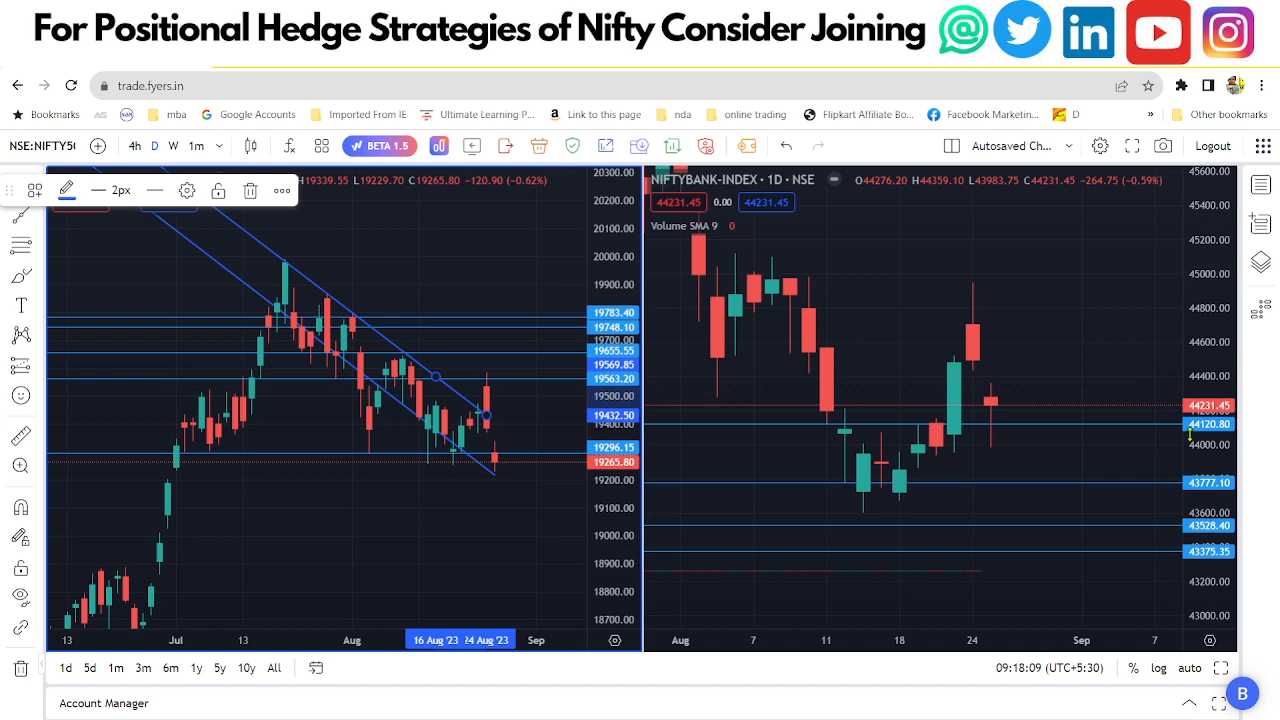 For Positional Hedge Strategies of Nifty Consider Joining
in
trade.fyers.in
Bookmarks
mba
Google Accounts
Imported From IE
Ultimate Learning P...
Link to this page
nda
online trading
Flipkart Affiliate Bo...
Facebook Marketin...
D
»
Other bookmarks
NSE:NIFTY5(
4h D W 1m
BETA 1.5
Autosaved Ch...
Logout
2px
H19339.55 L19229.70 C19265.80 −120.90 (−0.62%)
20300.00
20200.00
20100.00
20000.00
19900.00
19783.40
19748.10
19700.00
19655.55
19569.85
19563.20
19500.00
19432.50
19400.00
19296.15
19265.80
19200.00
19100.00
19000.00
18900.00
18800.00
18700.00
13 Jul 13 Aug 16 Aug '23 24 Aug '23 Sep
NIFTYBANK-INDEX · 1D · NSE
O44276.20 H44359.10 L43983.75 C44231.45 −264.75 (−0.59%)
44231.45 0.00 44231.45
Volume SMA 9 0
45600.00
45400.00
45200.00
45000.00
44800.00
44600.00
44400.00
44231.45
44120.80
44000.00
43777.10
43600.00
43528.40
43375.35
43200.00
43000.00
Aug 7 11 18 24 Sep 7
1d 5d 1m 3m 6m 1y 5y 10y All
09:18:09 (UTC+5:30)
% log auto
Account Manager
B